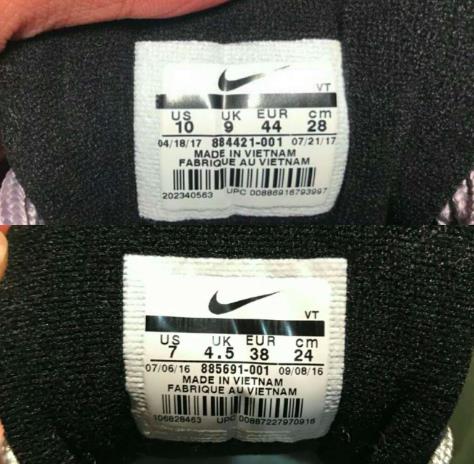 VT
US UK EUR cm
10 9 44 28
04/18/17 884421-001 07/21/17
MADE IN VIETNAM
FABRIQUE AU VIETNAM
202340563 UPC 00886916793997
VT
US UK EUR cm
7 4.5 38 24
07/06/16 885691-001 09/08/16
MADE IN VIETNAM
FABRIQUE AU VIETNAM
106828463 UPC 00887227970916